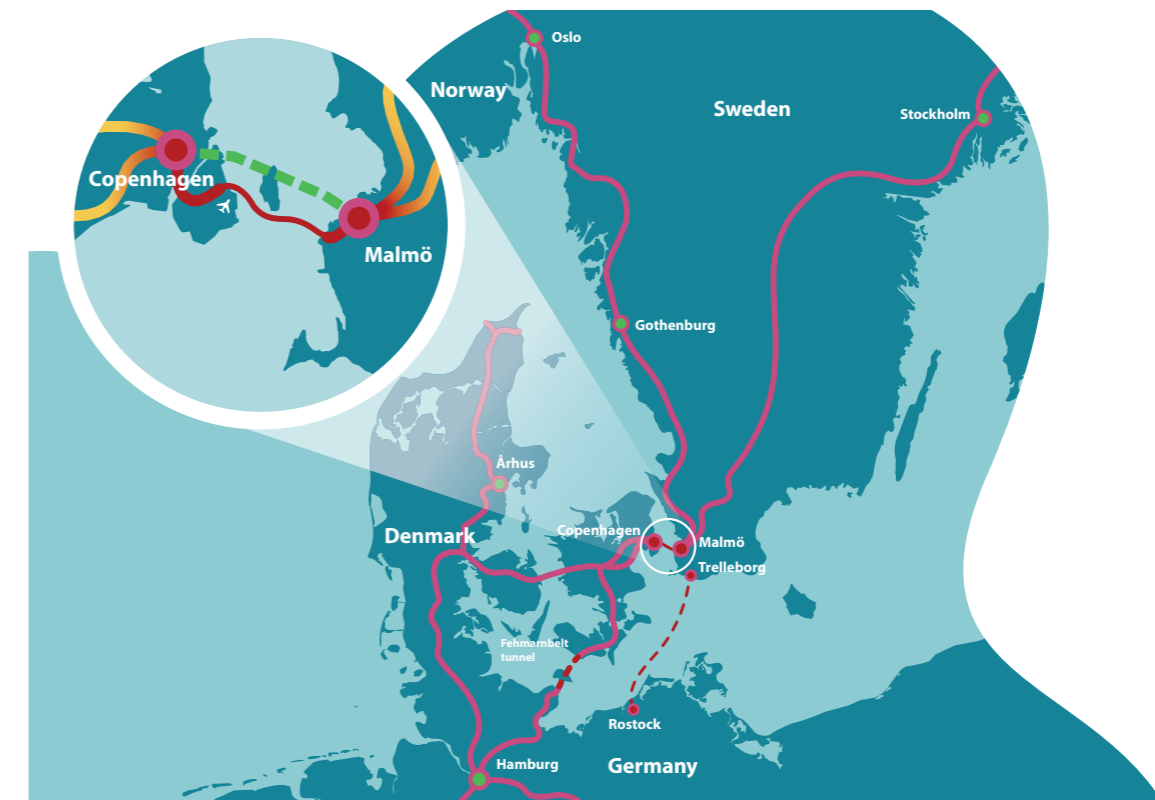 Oslo
Norway
Sweden
Stockholm
Copenhagen
Malmö
Gothenburg
Århus
Copenhagen
Denmark
Malmö
Trelleborg
Fehmarnbelt
tunnel
Rostock
Hamburg
Germany